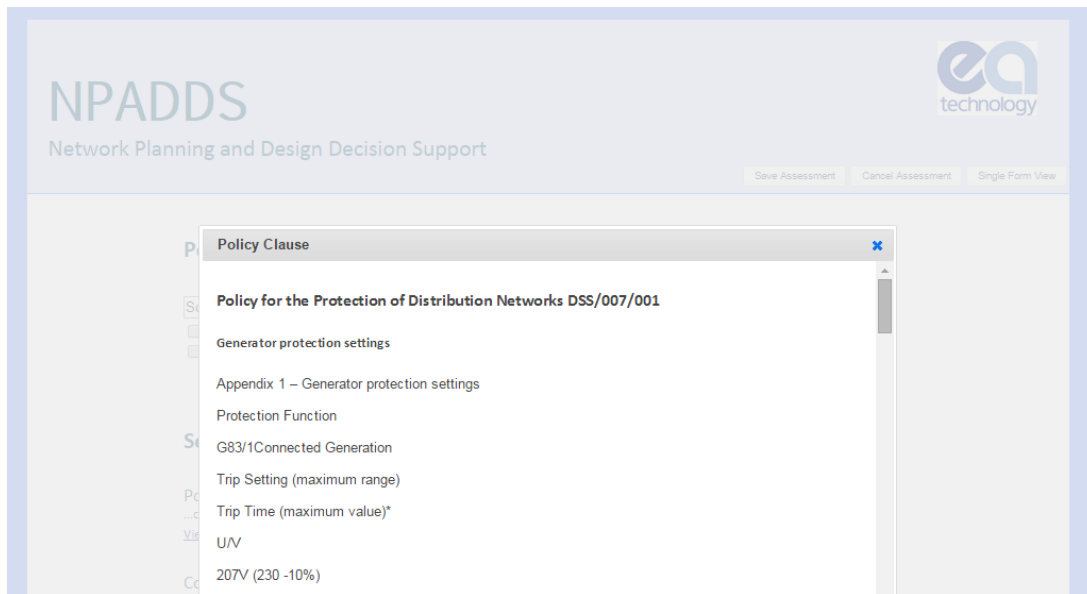 NPADDS
Network Planning and Design Decision Support
ea
technology
Save Assessment Cancel Assessment Single Form View
Policy Clause
Policy for the Protection of Distribution Networks DSS/007/001
Generator protection settings
Appendix 1 – Generator protection settings
Protection Function
G83/1Connected Generation
Trip Setting (maximum range)
Trip Time (maximum value)*
U/V
207V (230 -10%)